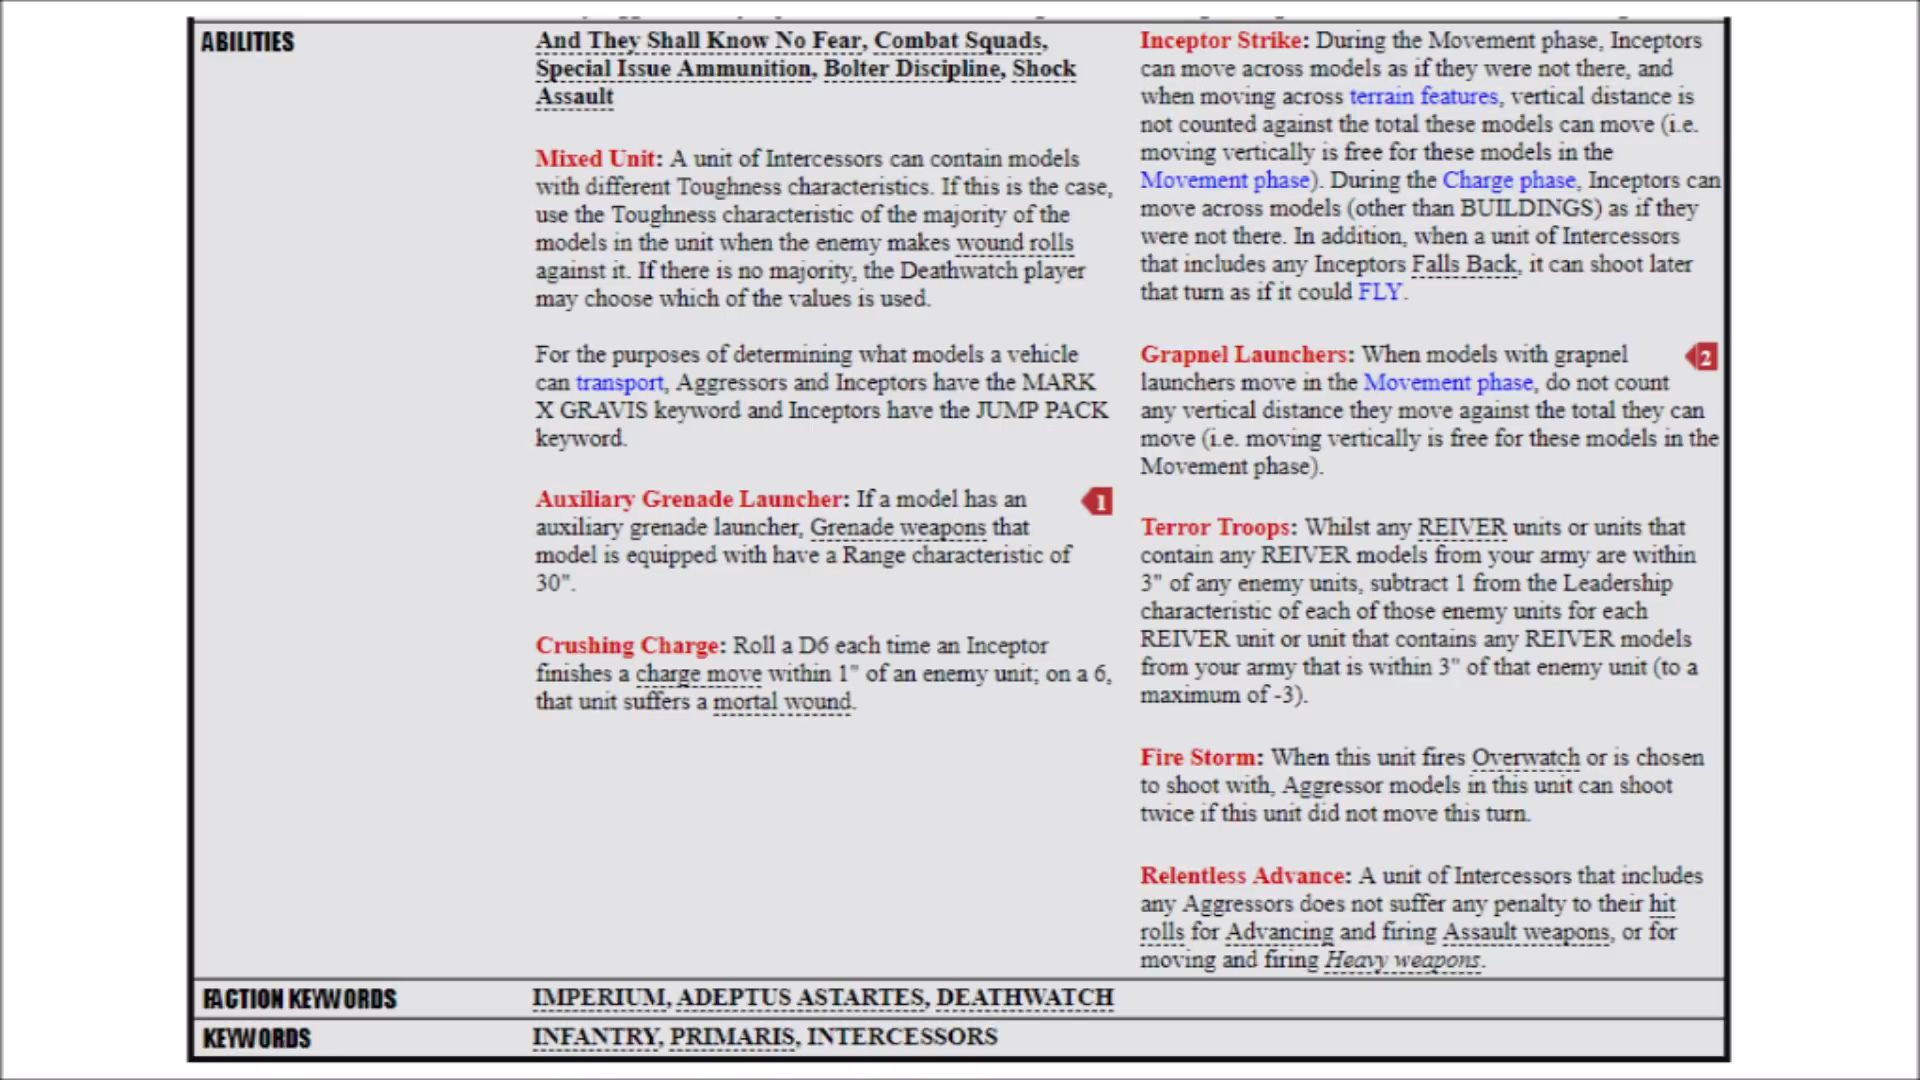 ABILITIES
And They Shall Know No Fear, Combat Squads,
Special Issue Ammunition, Bolter Discipline, Shock
Assault
Mixed Unit: A unit of Intercessors can contain models
with different Toughness characteristics. If this is the case,
use the Toughness characteristic of the majority of the
models in the unit when the enemy makes wound rolls
against it. If there is no majority, the Deathwatch player
may choose which of the values is used.
For the purposes of determining what models a vehicle
can transport, Aggressors and Inceptors have the MARK
X GRAVIS keyword and Inceptors have the JUMP PACK
keyword.
Auxiliary Grenade Launcher: If a model has an
1
auxiliary grenade launcher, Grenade weapons that
model is equipped with have a Range characteristic of
30".
Crushing Charge: Roll a D6 each time an Inceptor
finishes a charge move within 1" of an enemy unit; on a 6,
that unit suffers a mortal wound.
Inceptor Strike: During the Movement phase, Inceptors
can move across models as if they were not there, and
when moving across terrain features, vertical distance is
not counted against the total these models can move (i.e.
moving vertically is free for these models in the
Movement phase). During the Charge phase, Inceptors can
move across models (other than BUILDINGS) as if they
were not there. In addition, when a unit of Intercessors
that includes any Inceptors Falls Back, it can shoot later
that turn as if it could FLY.
Grapnel Launchers: When models with grapnel
2
launchers move in the Movement phase, do not count
any vertical distance they move against the total they can
move (i.e. moving vertically is free for these models in the
Movement phase).
Terror Troops: Whilst any REIVER units or units that
contain any REIVER models from your army are within
3" of any enemy units, subtract 1 from the Leadership
characteristic of each of those enemy units for each
REIVER unit or unit that contains any REIVER models
from your army that is within 3" of that enemy unit (to a
maximum of -3).
Fire Storm: When this unit fires Overwatch or is chosen
to shoot with, Aggressor models in this unit can shoot
twice if this unit did not move this turn.
Relentless Advance: A unit of Intercessors that includes
any Aggressors does not suffer any penalty to their hit
rolls for Advancing and firing Assault weapons, or for
moving and firing Heavy weapons.
FACTION KEYWORDS
IMPERIUM, ADEPTUS ASTARTES, DEATHWATCH
KEYWORDS
INFANTRY, PRIMARIS, INTERCESSORS